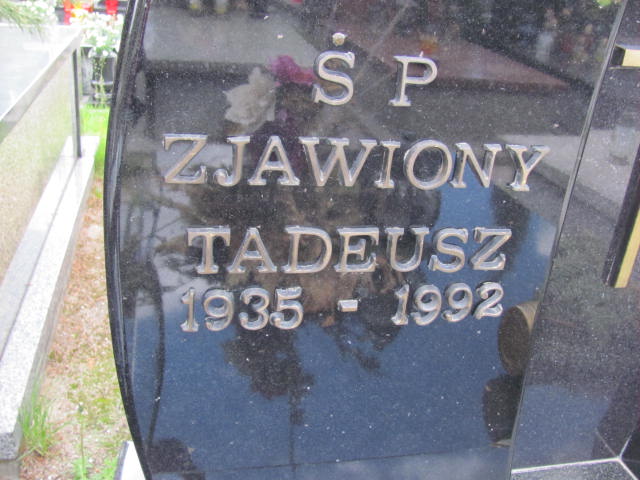 Ś P
ZJAWIONY
TADEUSZ
1935 - 1992